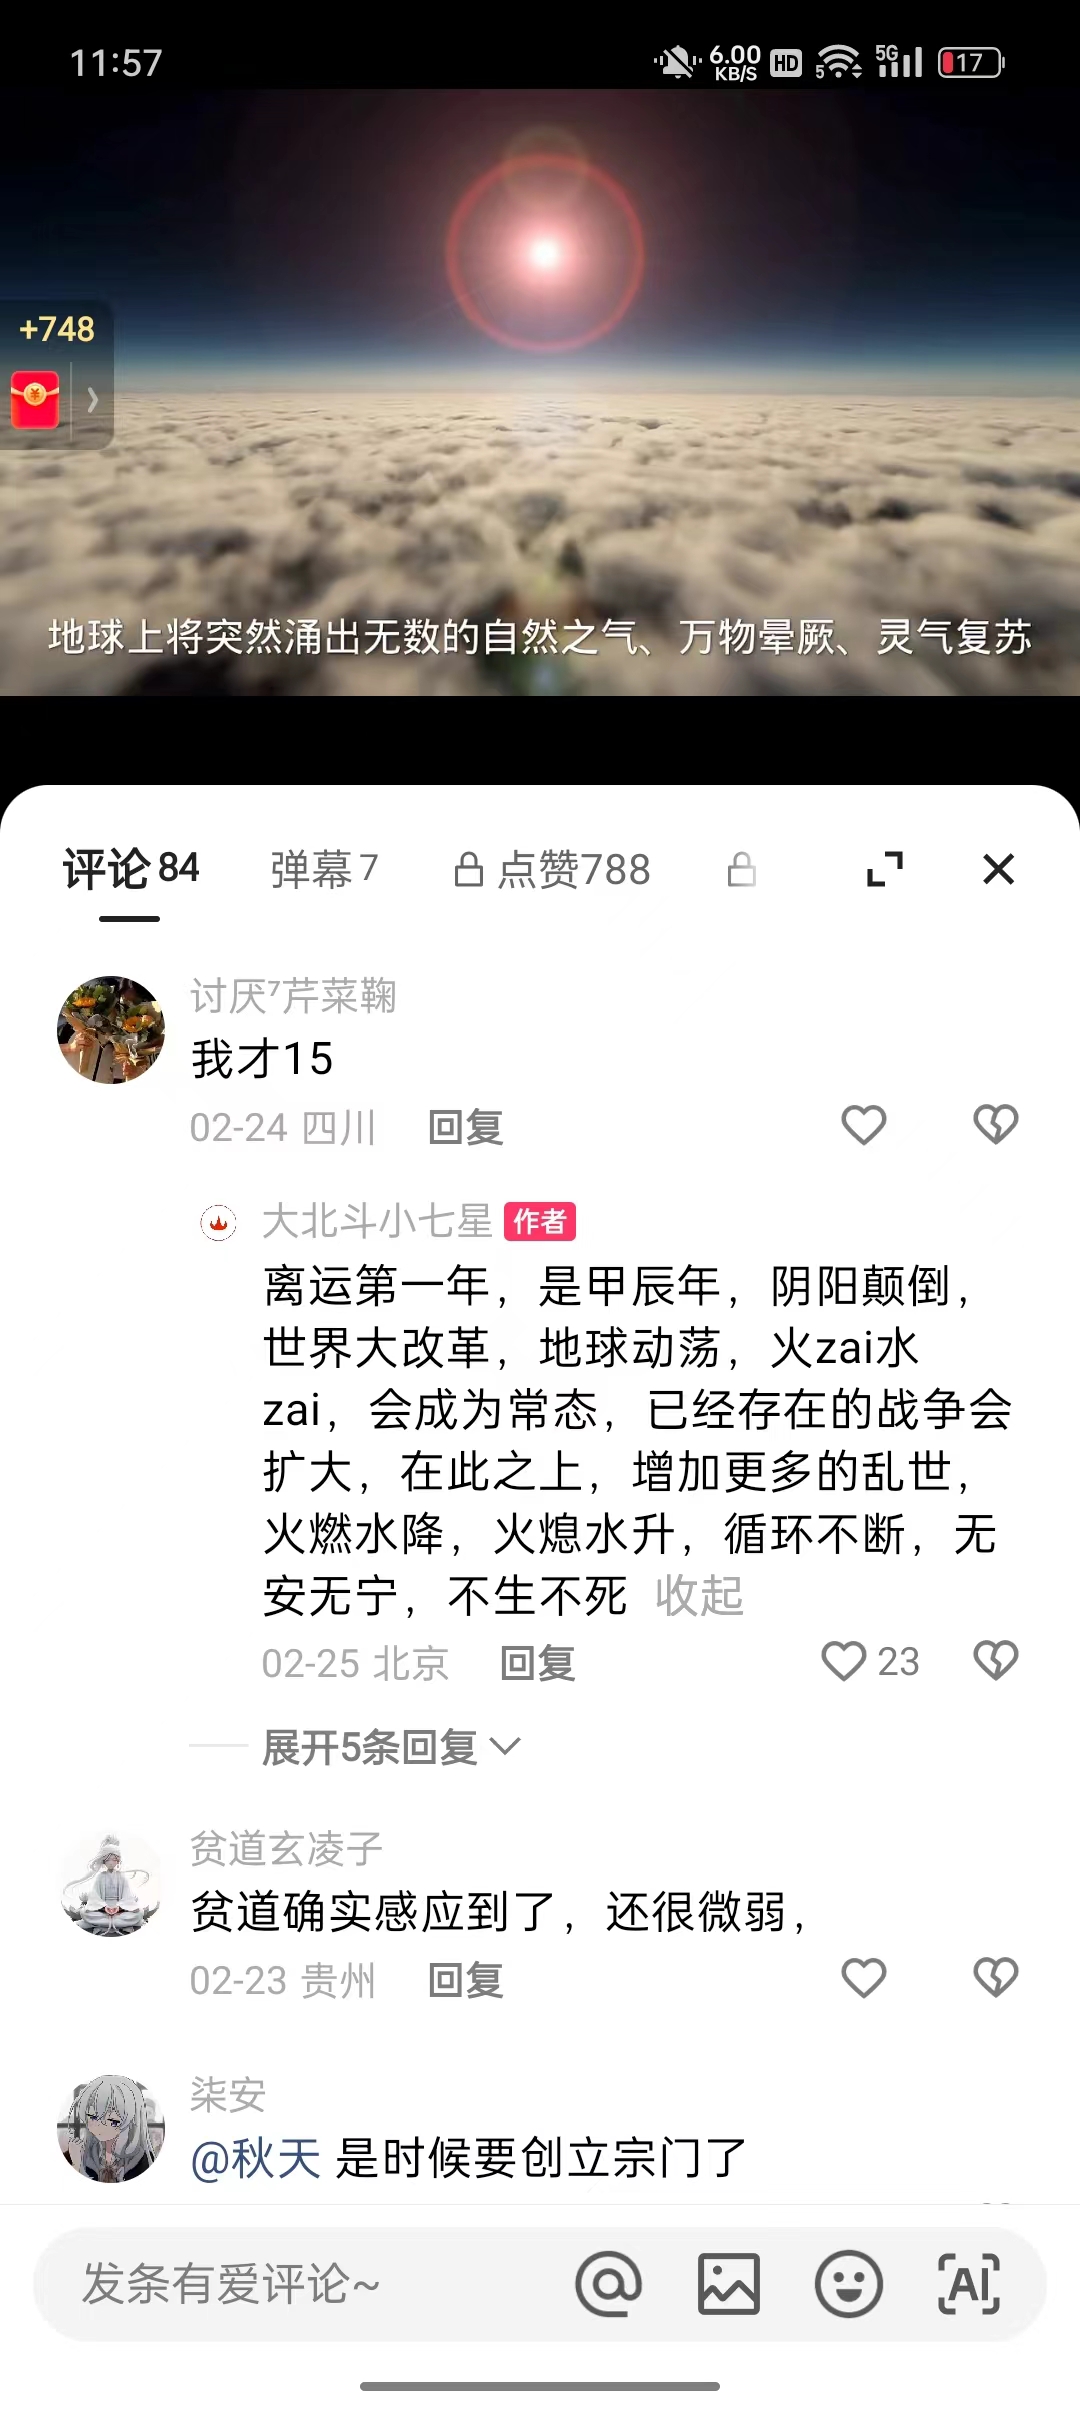 11:57
6.00
KB/S
HD
5
5G
17
+748
地球上将突然涌出无数的自然之气、万物晕厥、灵气复苏
评论84
弹幕7
点赞788
讨厌⁷芹菜鞠
我才15
02-24 四川
回复
大北斗小七星
作者
离运第一年，是甲辰年，阴阳颠倒，
世界大改革，地球动荡，火zai水
zai，会成为常态，已经存在的战争会
扩大，在此之上，增加更多的乱世，
火燃水降，火熄水升，循环不断，无
安无宁，不生不死 收起
02-25 北京
回复
23
展开5条回复
贫道玄凌子
贫道确实感应到了，还很微弱，
02-23 贵州
回复
柒安
@秋天 是时候要创立宗门了
发条有爱评论~
AI